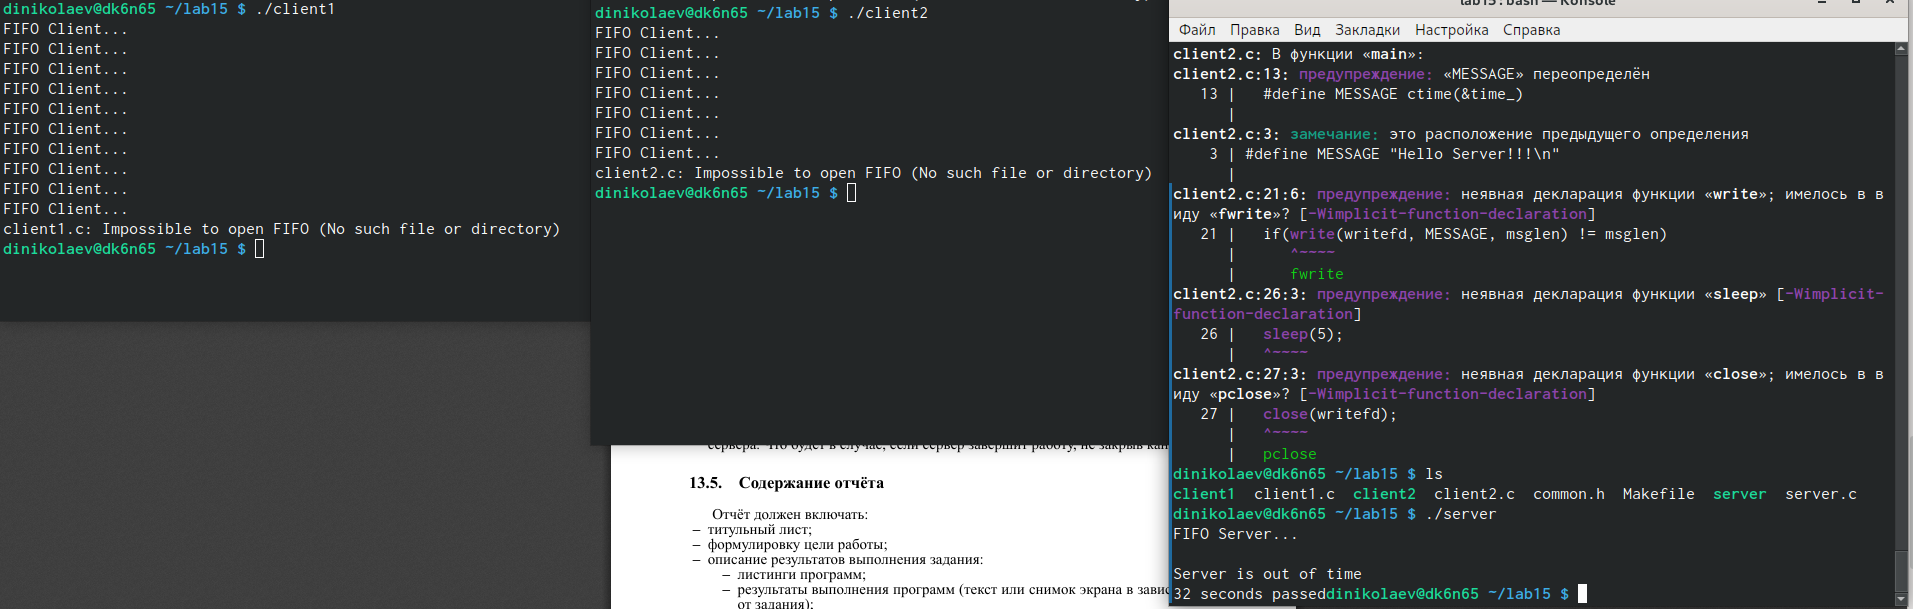 dinikolaev@dk6n65 ~/lab15 $ ./client1
FIFO Client...
FIFO Client...
FIFO Client...
FIFO Client...
FIFO Client...
FIFO Client...
FIFO Client...
FIFO Client...
FIFO Client...
FIFO Client...
client1.c: Impossible to open FIFO (No such file or directory)
dinikolaev@dk6n65 ~/lab15 $
dinikolaev@dk6n65 ~/lab15 $ ./client2
FIFO Client...
FIFO Client...
FIFO Client...
FIFO Client...
FIFO Client...
FIFO Client...
FIFO Client...
client2.c: Impossible to open FIFO (No such file or directory)
dinikolaev@dk6n65 ~/lab15 $
сервера. Что будет в случае, если сервер завершит работу, не закрыв
13.5. Содержание отчёта
Отчёт должен включать:
– титульный лист;
– формулировку цели работы;
– описание результатов выполнения задания:
– листинги программ;
– результаты выполнения программ (текст или снимок экрана в
от задания);
lab15 : bash — Konsole
Файл Правка Вид Закладки Настройка Справка
client2.c: В функции «main»:
client2.c:13: предупреждение: «MESSAGE» переопределён
13 | #define MESSAGE ctime(&time_)
|
client2.c:3: замечание: это расположение предыдущего определения
3 | #define MESSAGE "Hello Server!!!\n"
|
client2.c:21:6: предупреждение: неявная декларация функции «write»; имелось в в
иду «fwrite»? [-Wimplicit-function-declaration]
21 | if(write(writefd, MESSAGE, msglen) != msglen)
| ^~~~~
| fwrite
client2.c:26:3: предупреждение: неявная декларация функции «sleep» [-Wimplicit-
function-declaration]
26 | sleep(5);
| ^~~~~
client2.c:27:3: предупреждение: неявная декларация функции «close»; имелось в в
иду «pclose»? [-Wimplicit-function-declaration]
27 | close(writefd);
| ^~~~~
| pclose
dinikolaev@dk6n65 ~/lab15 $ ls
client1 client1.c client2 client2.c common.h Makefile server server.c
dinikolaev@dk6n65 ~/lab15 $ ./server
FIFO Server...
Server is out of time
32 seconds passeddinikolaev@dk6n65 ~/lab15 $